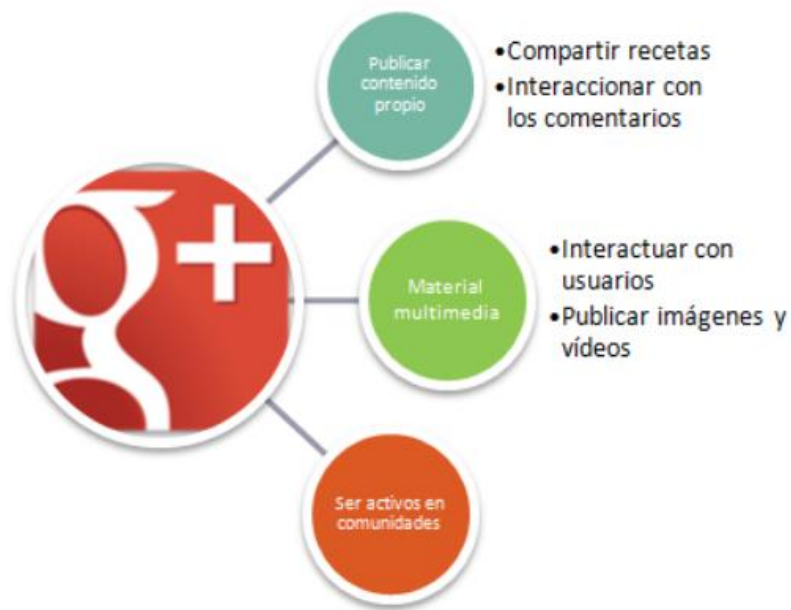 g+
Publicar
contenido
propio
•Compartir recetas
•Interaccionar con
los comentarios
Material
multimedia
•Interactuar con
usuarios
•Publicar imágenes y
vídeos
Ser activos en
comunidades